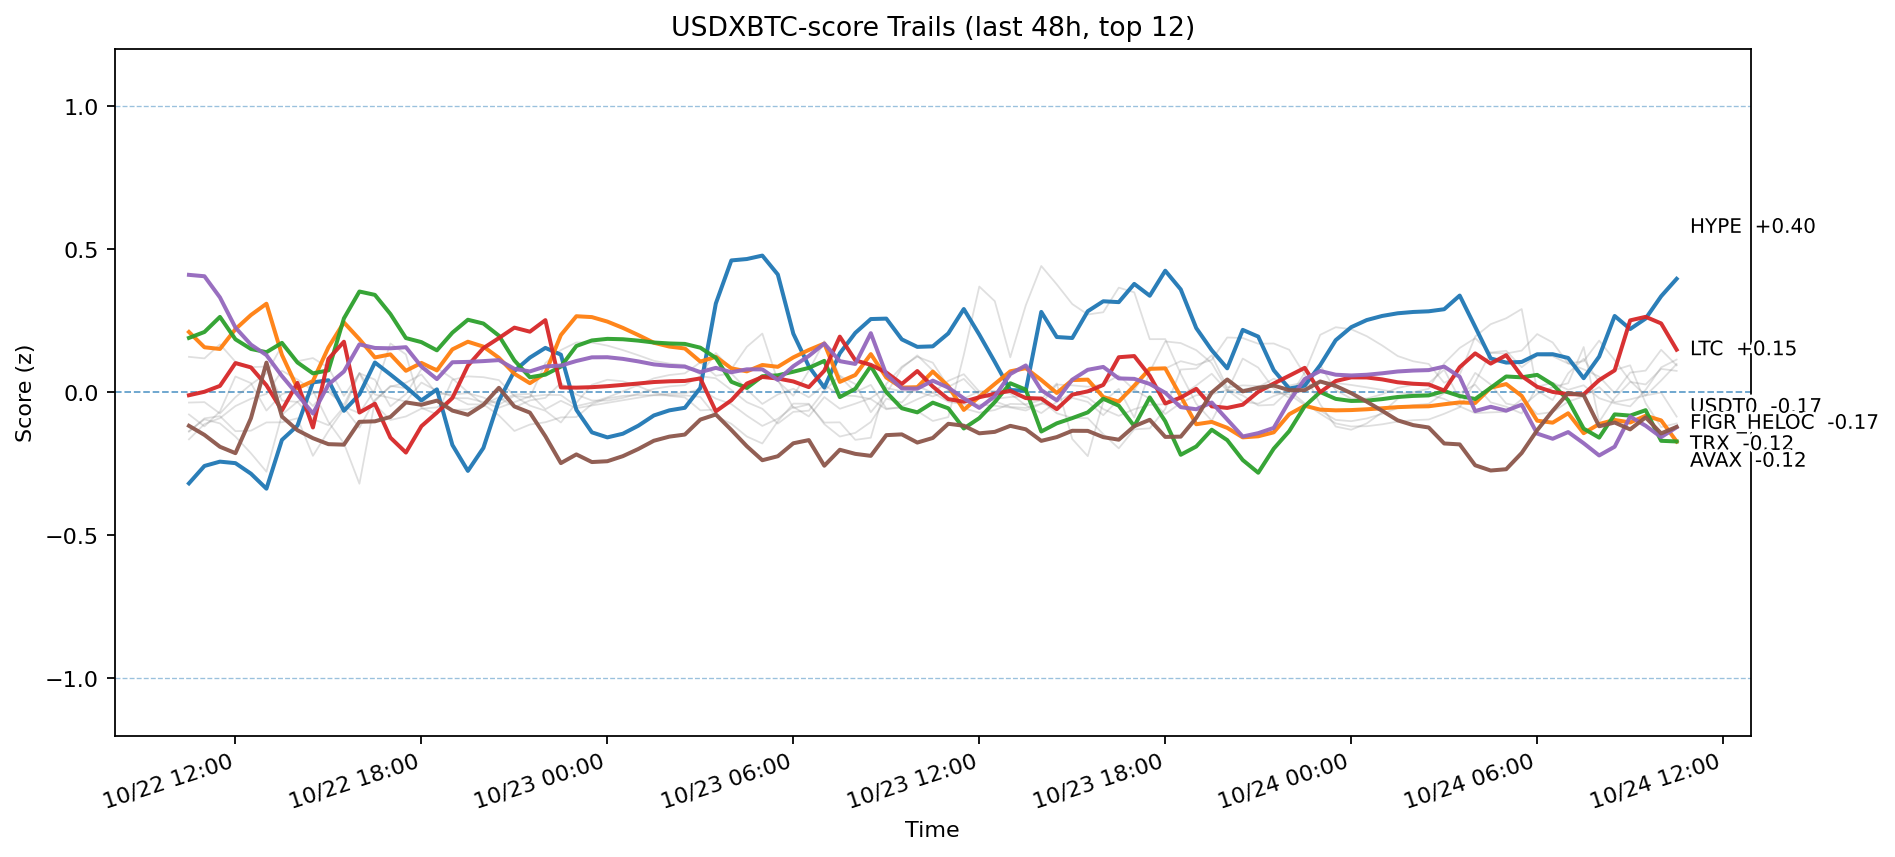 USDXBTC-score Trails (last 48h, top 12)
Score (z)
1.0
0.5
0.0
−0.5
−1.0
HYPE +0.40
LTC +0.15
USDT0 -0.17
FIGR_HELOC -0.17
TRX -0.12
AVAX -0.12
10/22 12:00
10/22 18:00
10/23 00:00
10/23 06:00
10/23 12:00
10/23 18:00
10/24 00:00
10/24 06:00
10/24 12:00
Time